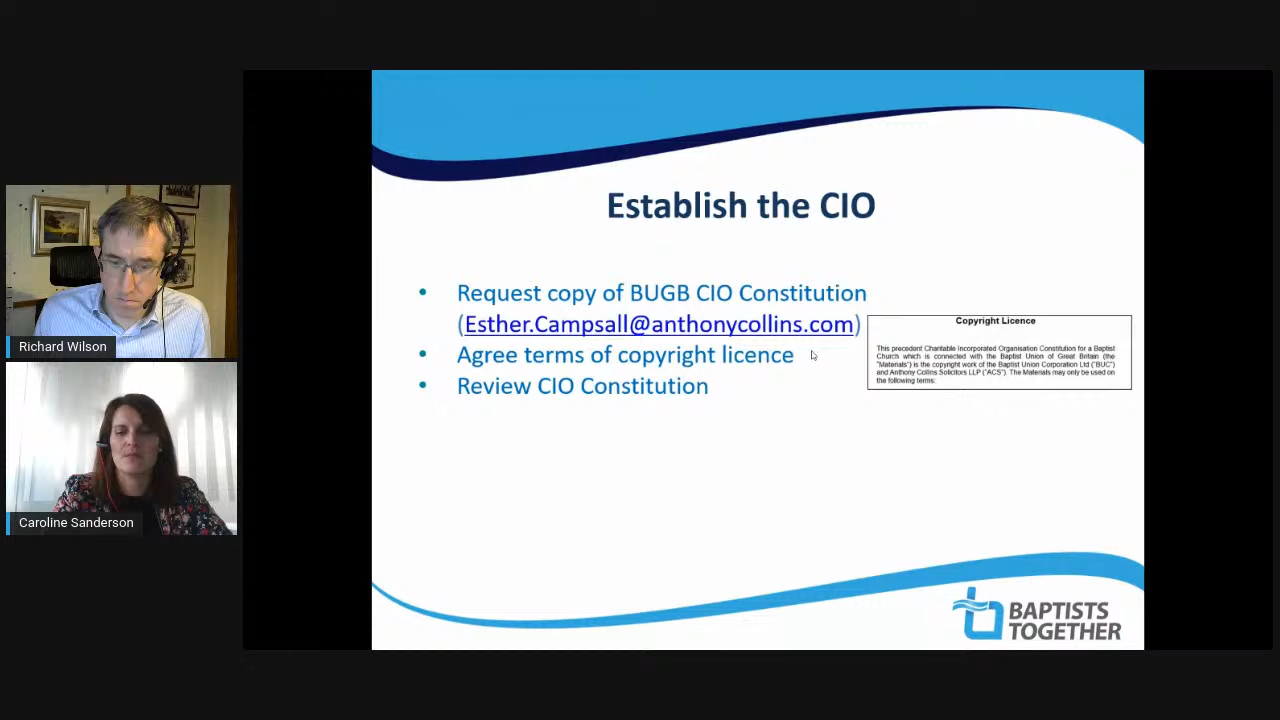 Establish the CIO
• Request copy of BUGB CIO Constitution
(Esther.Campsall@anthonycollins.com)
• Agree terms of copyright licence
• Review CIO Constitution
Copyright Licence
This precedent Charitable Incorporated Organisation Constitution for a Baptist
Church which is connected with the Baptist Union of Great Britain (the
"Materials") is the copyright work of the Baptist Union Corporation Ltd ("BUC")
and Anthony Collins Solicitors LLP ("ACS"). The Materials may only be used on
the following terms:
Richard Wilson
Caroline Sanderson
BAPTISTS
TOGETHER